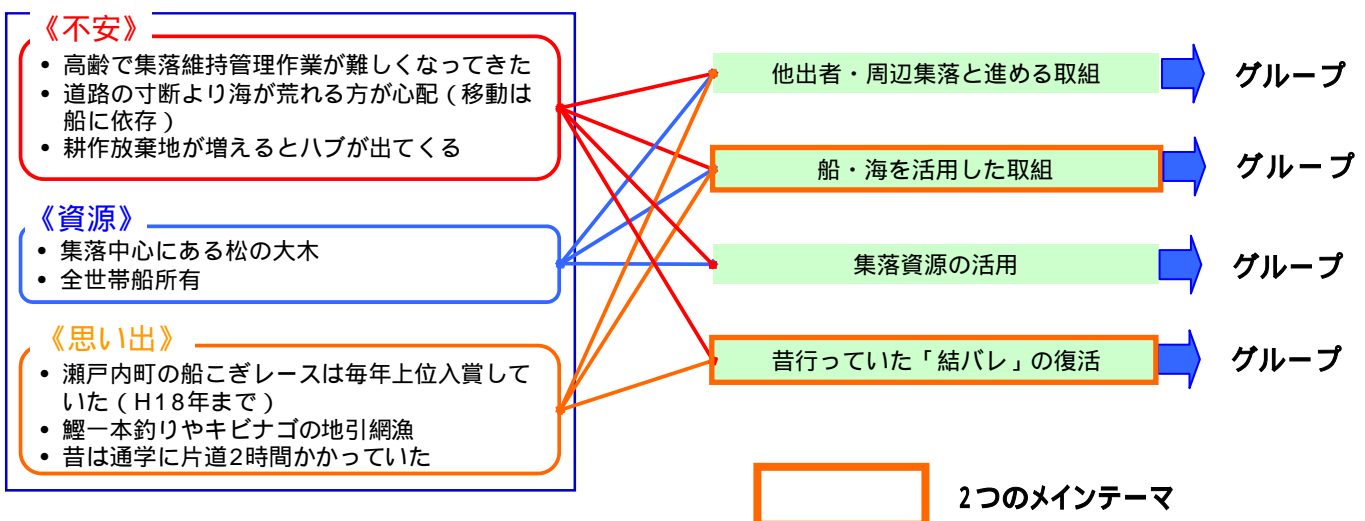 《不安》
• 高齢で集落維持管理作業が難しくなってきた
• 道路の寸断より海が荒れる方が心配（移動は
船に依存）
• 耕作放棄地が増えるとハブが出てくる
《資源》
• 集落中心にある松の大木
• 全世帯船所有
《思い出》
• 瀬戸内町の船こぎレースは毎年上位入賞して
いた（H18年まで）
• 鰹一本釣りやキビナゴの地引網漁
• 昔は通学に片道2時間かかっていた
他出者・周辺集落と進める取組
グループ
船・海を活用した取組
グループ
集落資源の活用
グループ
昔行っていた「結バレ」の復活
グループ
2つのメインテーマ